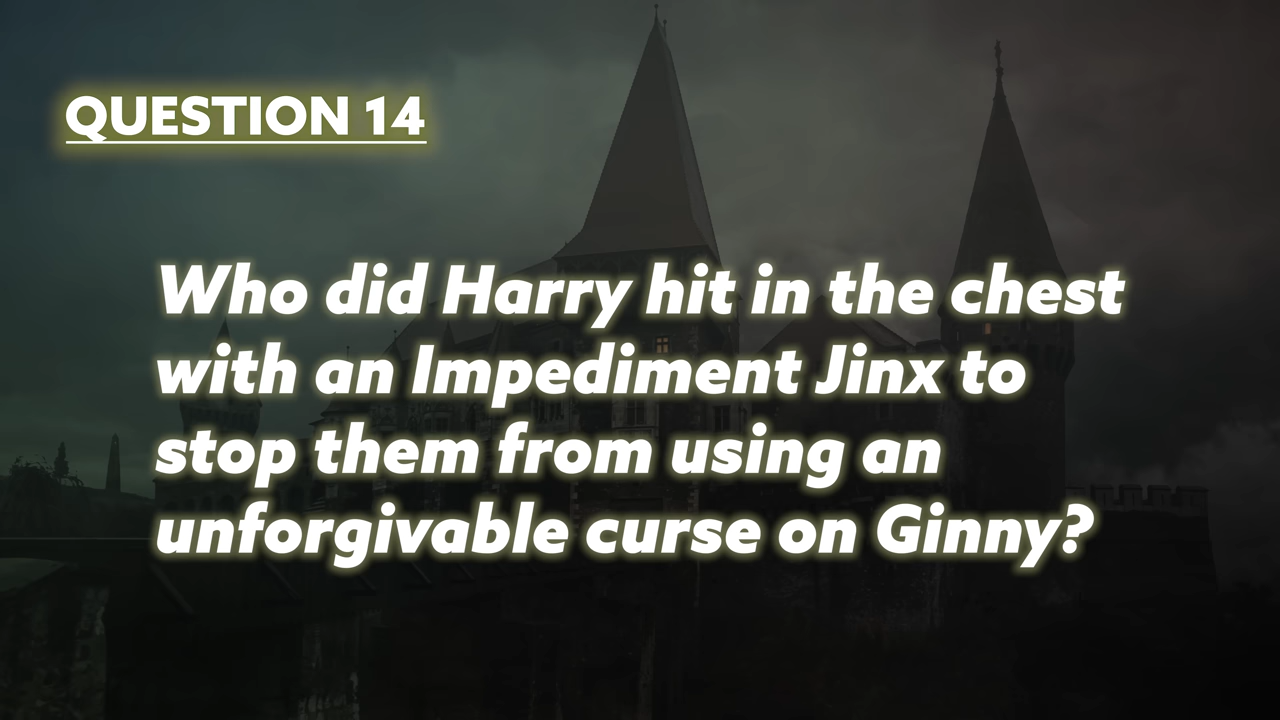 QUESTION 14
Who did Harry hit in the chest
with an Impediment Jinx to
stop them from using an
unforgivable curse on Ginny?